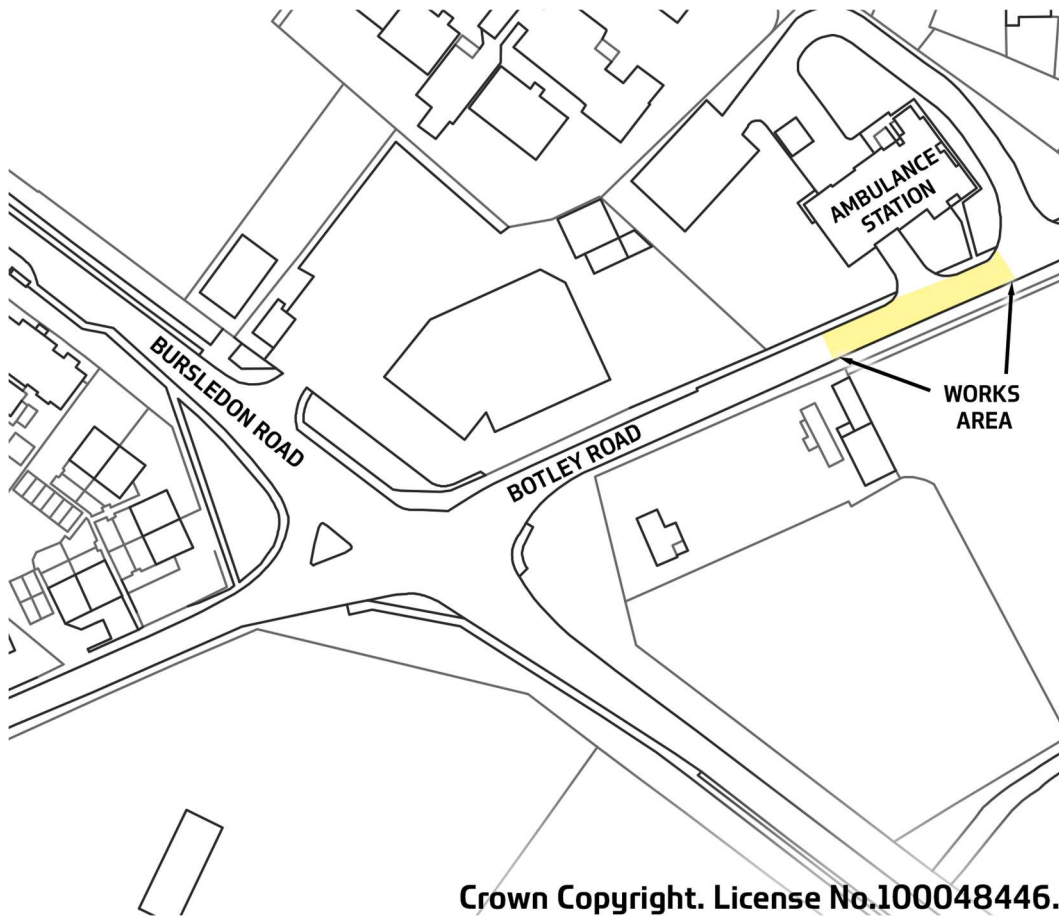 AMBULANCE
STATION
BURSLEDON ROAD
WORKS
AREA
BOTLEY ROAD
Crown Copyright. License No.100048446.